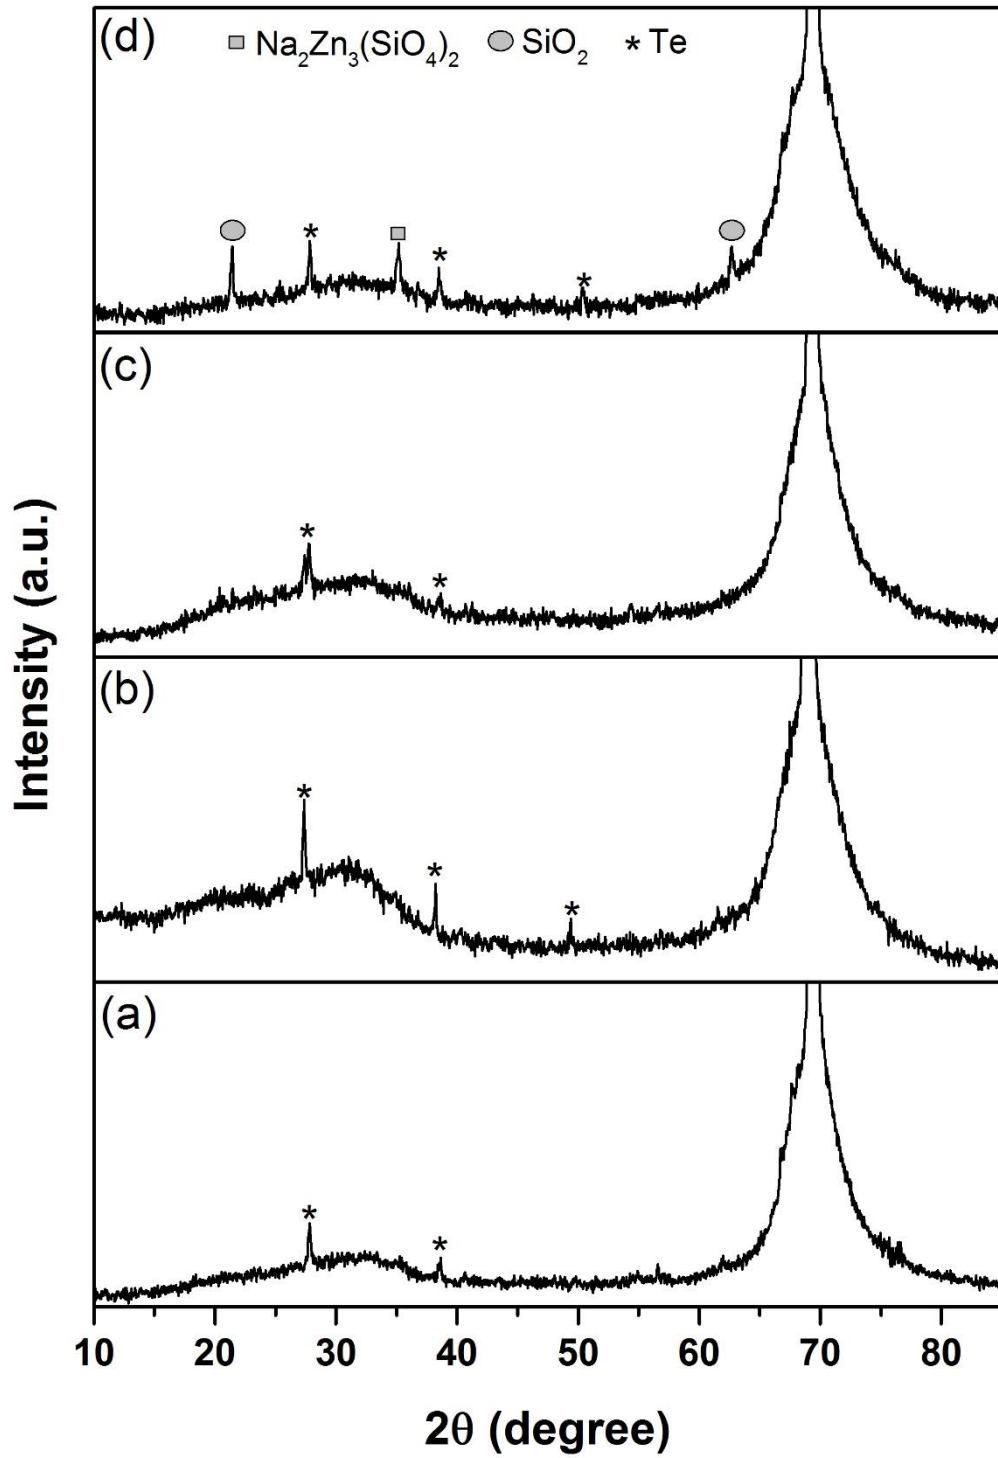 (d)
Na₂Zn₃(SiO₄)₂ SiO₂ * Te
*
*
*
(c)
*
*
(b)
*
*
*
(a)
*
*
Intensity (a.u.)
10 20 30 40 50 60 70 80
2θ (degree)